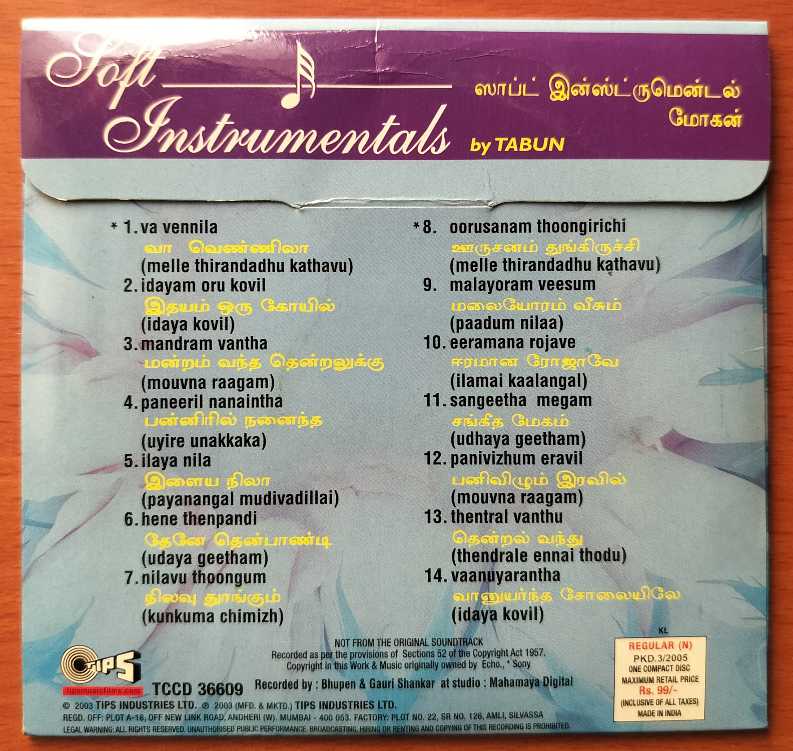 Soft
Instrumentals by TABUN
ஸாப்ட் இன்ஸ்ட்ருமென்டல்
மோகன்
* 1. va vennila
வா வெண்ணிலா
(melle thirandadhu kathavu)
2. idayam oru kovil
இதயம் ஒரு கோயில்
(idaya kovil)
3. mandram vantha
மன்றம் வந்த தென்றலுக்கு
(mouvna raagam)
4. paneeril nanaintha
பன்னிரில் நனைந்த
(uyire unakkaka)
5. ilaya nila
இளைய நிலா
(payanangal mudivadillai)
6. hene thenpandi
தேனே தென்பாண்டி
(udaya geetham)
7. nilavu thoongum
நிலவு தூங்கும்
(kunkuma chimizh)
* 8. oorusanam thoongirichi
ஊருசனம் தூங்கிருச்சி
(melle thirandadhu kathavu)
9. malayoram veesum
மலையோரம் வீசும்
(paadum nilaa)
10. eeramana rojave
ஈரமான ரோஜாவே
(ilamai kaalangal)
11. sangeetha megam
சங்கீத மேகம்
(udhaya geetham)
12. panivizhum eravil
பனிவிழும் இரவில்
(mouvna raagam)
13. thentral vanthu
தென்றல் வந்து
(thendrale ennai thodu)
14. vaanuyarantha
வானுயர்ந்த சோலையிலே
(idaya kovil)
NOT FROM THE ORIGINAL SOUNDTRACK
Recorded as per the provisions of Sections 52 of the Copyright Act 1957.
Copyright in this Work & Music originally owned by Echo., * Sony
TIPS
tipsmusicfilms.com
TCCD 36609 Recorded by : Bhupen & Gauri Shankar at studio : Mahamaya Digital
KL
REGULAR (N)
PKD.3/2005
ONE COMPACT DISC
MAXIMUM RETAIL PRICE
Rs. 99/-
(INCLUSIVE OF ALL TAXES)
MADE IN INDIA
© 2003 TIPS INDUSTRIES LTD. ℗ 2003 (MFD. & MKTD.) TIPS INDUSTRIES LTD.
REGD. OFF: PLOT A-16, OFF NEW LINK ROAD, ANDHERI (W). MUMBAI - 400 053. FACTORY: PLOT NO. 22, SR NO. 126, AMLI, SILVASSA
LEGAL WARNING: ALL RIGHTS RESERVED. UNAUTHORISED PUBLIC PERFORMANCE. BROADCASTING, HIRING OR RENTING AND COPYING OF THIS RECORDING IS PROHIBITED.